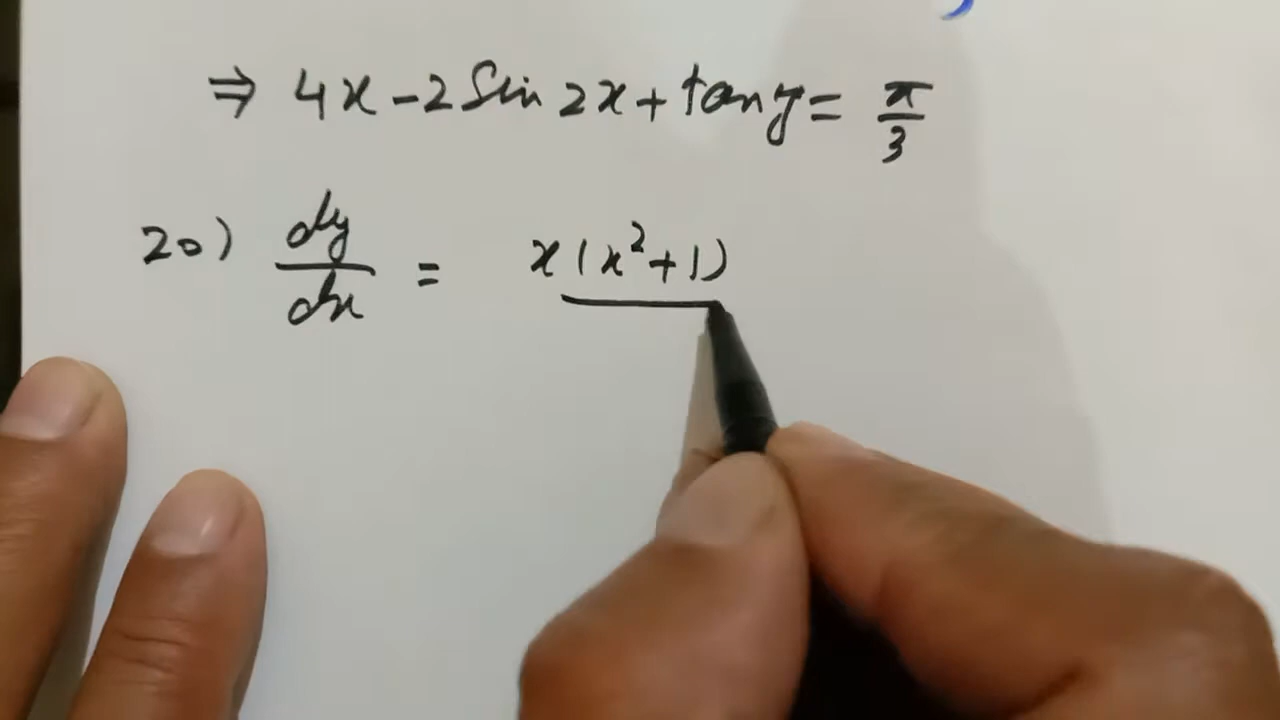 ⇒ 4x - 2 Sin 2x + tan y = π/3
20) dy/dx = x(x²+1)